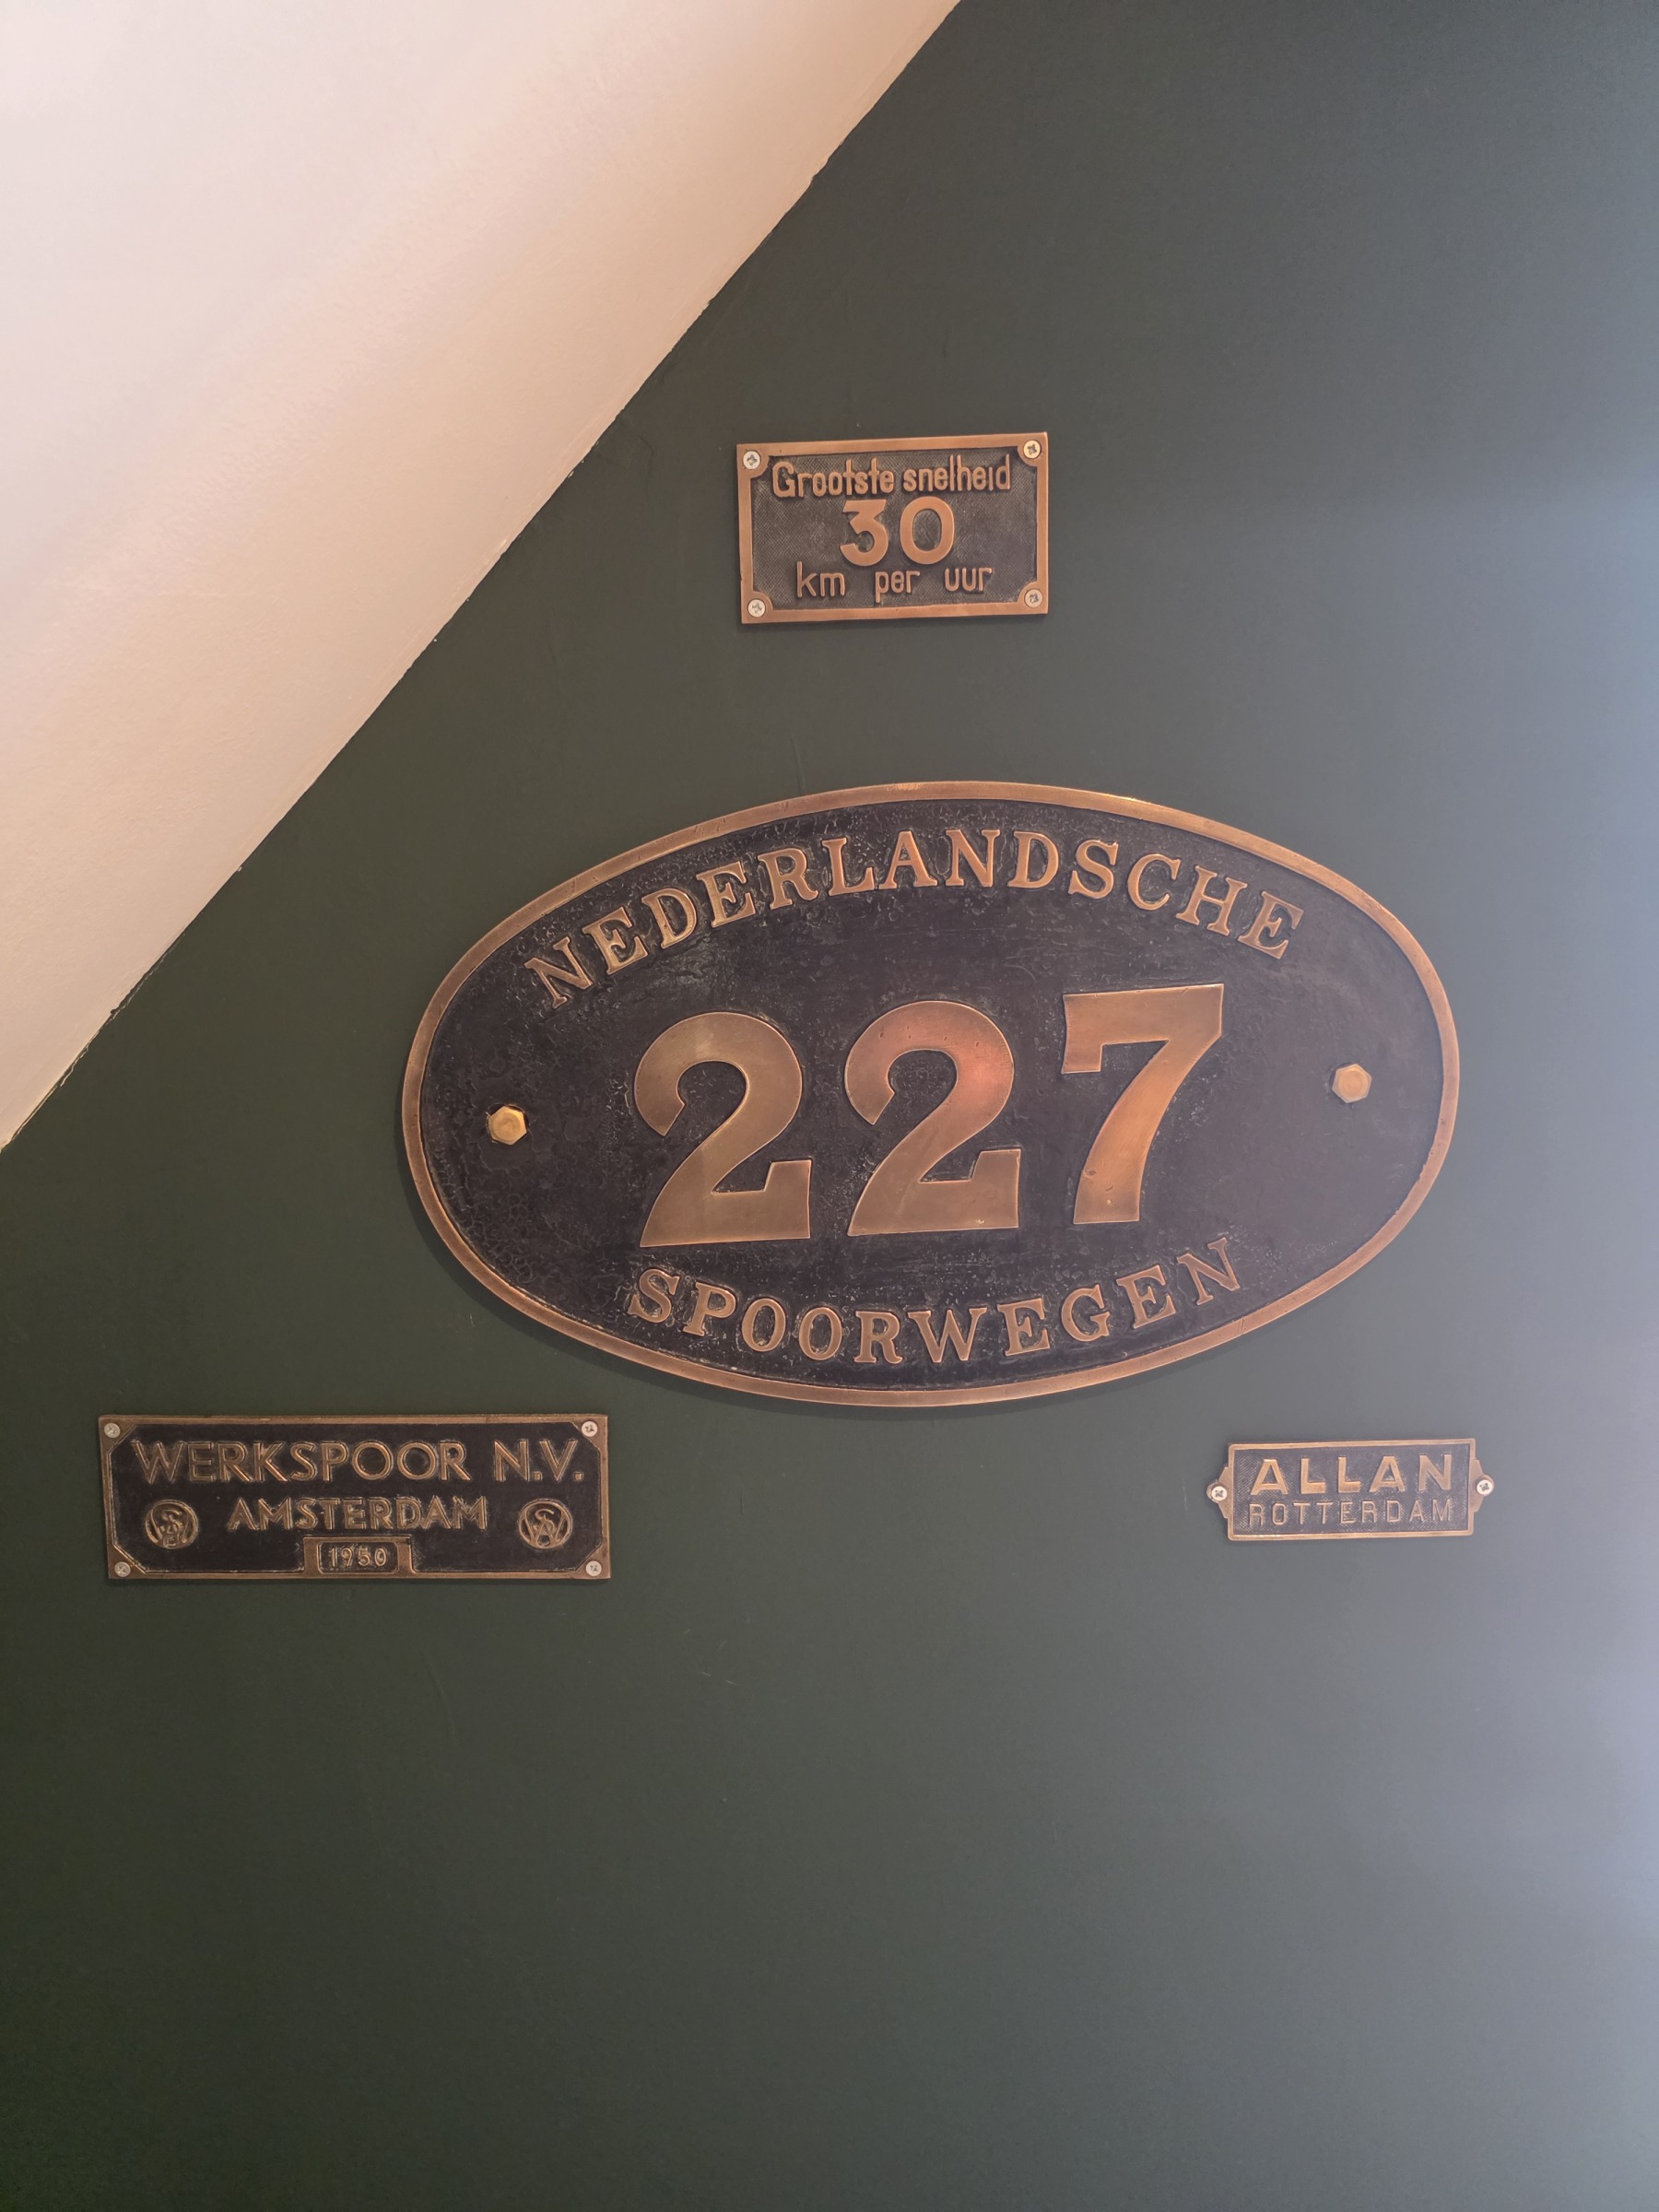 Grootste snelheid
30
km per uur
NEDERLANDSCHE
227
SPOORWEGEN
WERKSPOOR N.V.
AMSTERDAM
1950
ALLAN
ROTTERDAM